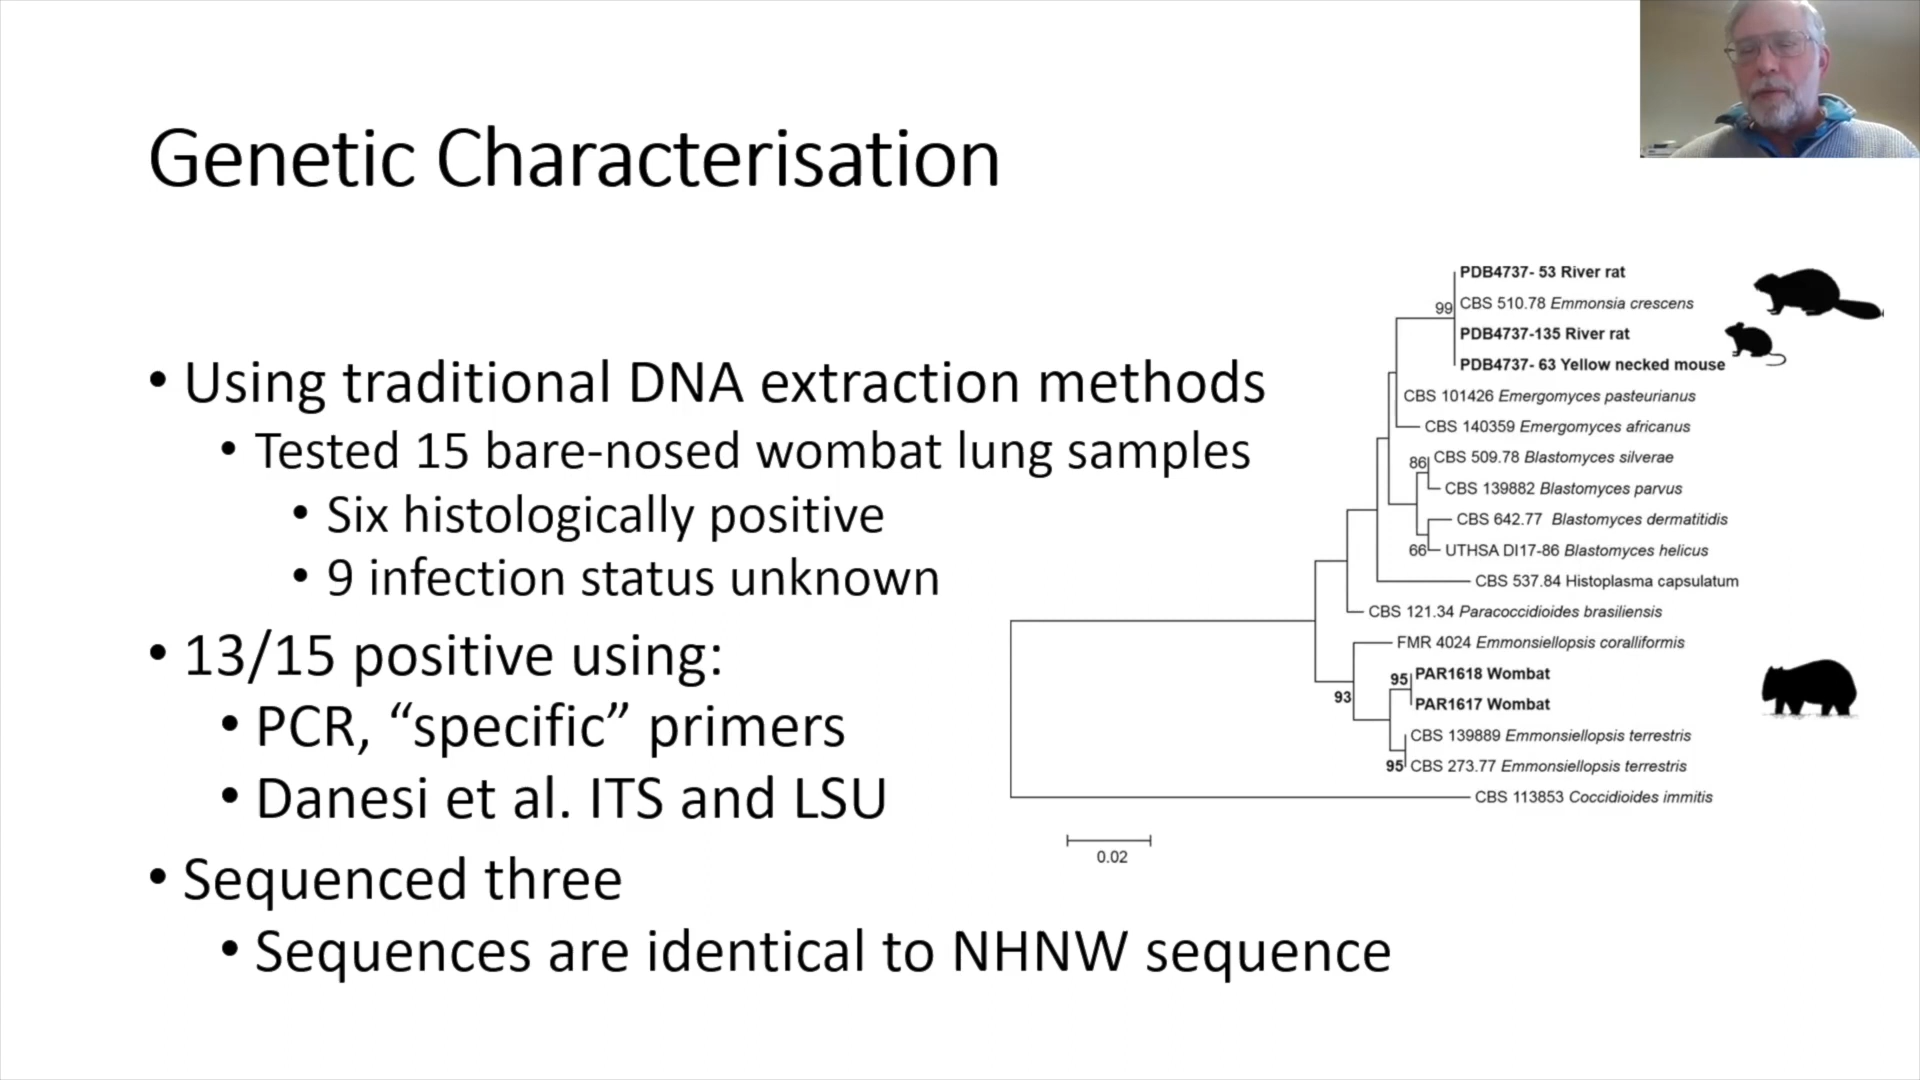 Genetic Characterisation
• Using traditional DNA extraction methods
• Tested 15 bare-nosed wombat lung samples
• Six histologically positive
• 9 infection status unknown
• 13/15 positive using:
• PCR, “specific” primers
• Danesi et al. ITS and LSU
• Sequenced three
• Sequences are identical to NHNW sequence
PDB4737- 53 River rat
99
CBS 510.78 Emmonsia crescens
PDB4737-135 River rat
PDB4737- 63 Yellow necked mouse
CBS 101426 Emergomyces pasteurianus
CBS 140359 Emergomyces africanus
86
CBS 509.78 Blastomyces silverae
CBS 139882 Blastomyces parvus
CBS 642.77 Blastomyces dermatitidis
66
UTHSA DI17-86 Blastomyces helicus
CBS 537.84 Histoplasma capsulatum
CBS 121.34 Paracoccidioides brasiliensis
FMR 4024 Emmonsiellopsis coralliformis
95
PAR1618 Wombat
93
PAR1617 Wombat
CBS 139889 Emmonsiellopsis terrestris
95
CBS 273.77 Emmonsiellopsis terrestris
CBS 113853 Coccidioides immitis
0.02